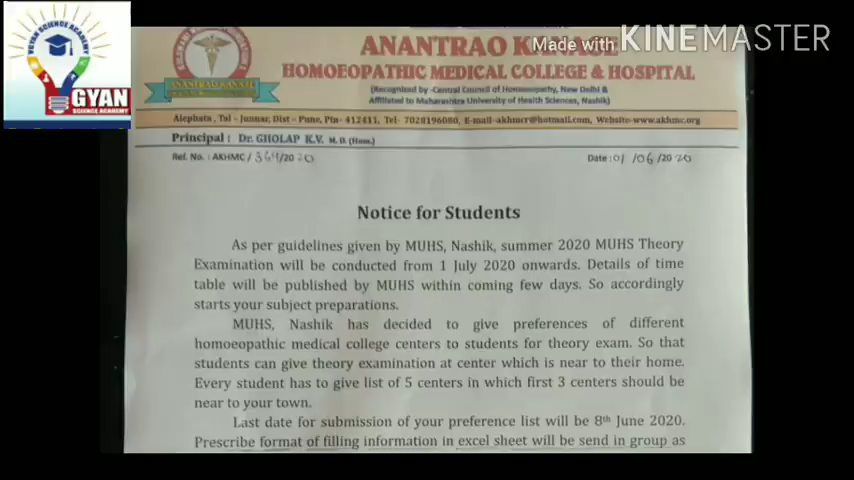 VGYAN SCIENCE ACADEMY
GYAN
SCIENCE ACADEMY
Made with KINEMASTER
ANANTRAO KANASE
HOMOEOPATHIC MEDICAL COLLEGE & HOSPITAL
(Recognized by -Central Council of Homoeopathy, New Delhi &
Affiliated to Maharashtra University of Health Sciences, Nashik)
ANANTRAO KANASE
Alephata, Tal - Junnar, Dist - Pune, Pin- 412411, Tel- 7028196080, E-mail-akhmcr@hotmail.com, Website-www.akhmc.org
Principal : Dr. GHOLAP K.V. M. D. (Hom.)
Ref. No. : AKHMC / 364/2020
Date : 01 /06/2020
Notice for Students
As per guidelines given by MUHS, Nashik, summer 2020 MUHS Theory
Examination will be conducted from 1 July 2020 onwards. Details of time
table will be published by MUHS within coming few days. So accordingly
starts your subject preparations.
MUHS, Nashik has decided to give preferences of different
homoeopathic medical college centers to students for theory exam. So that
students can give theory examination at center which is near to their home.
Every student has to give list of 5 centers in which first 3 centers should be
near to your town.
Last date for submission of your preference list will be 8th June 2020.
Prescribe format of filling information in excel sheet will be send in group as